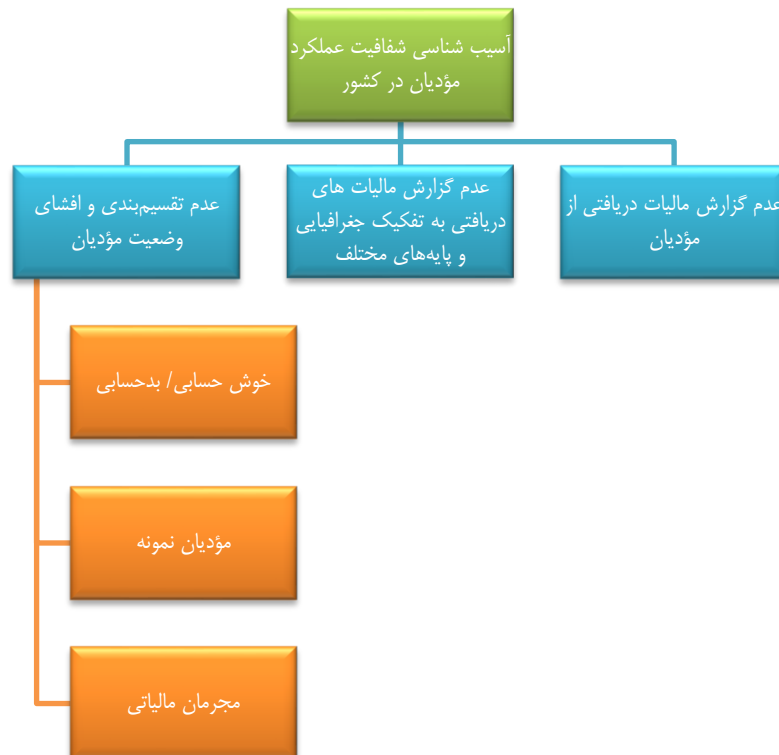 آسیب شناسی شفافیت عملکرد
مؤدیان در کشور
عدم گزارش مالیات دریافتی از
مؤدیان
عدم گزارش مالیات های
دریافتی به تفکیک جغرافیایی
و پایه‌های مختلف
عدم تقسیم‌بندی و افشای
وضعیت مؤدیان
خوش حسابی/ بدحسابی
مؤدیان نمونه
مجرمان مالیاتی